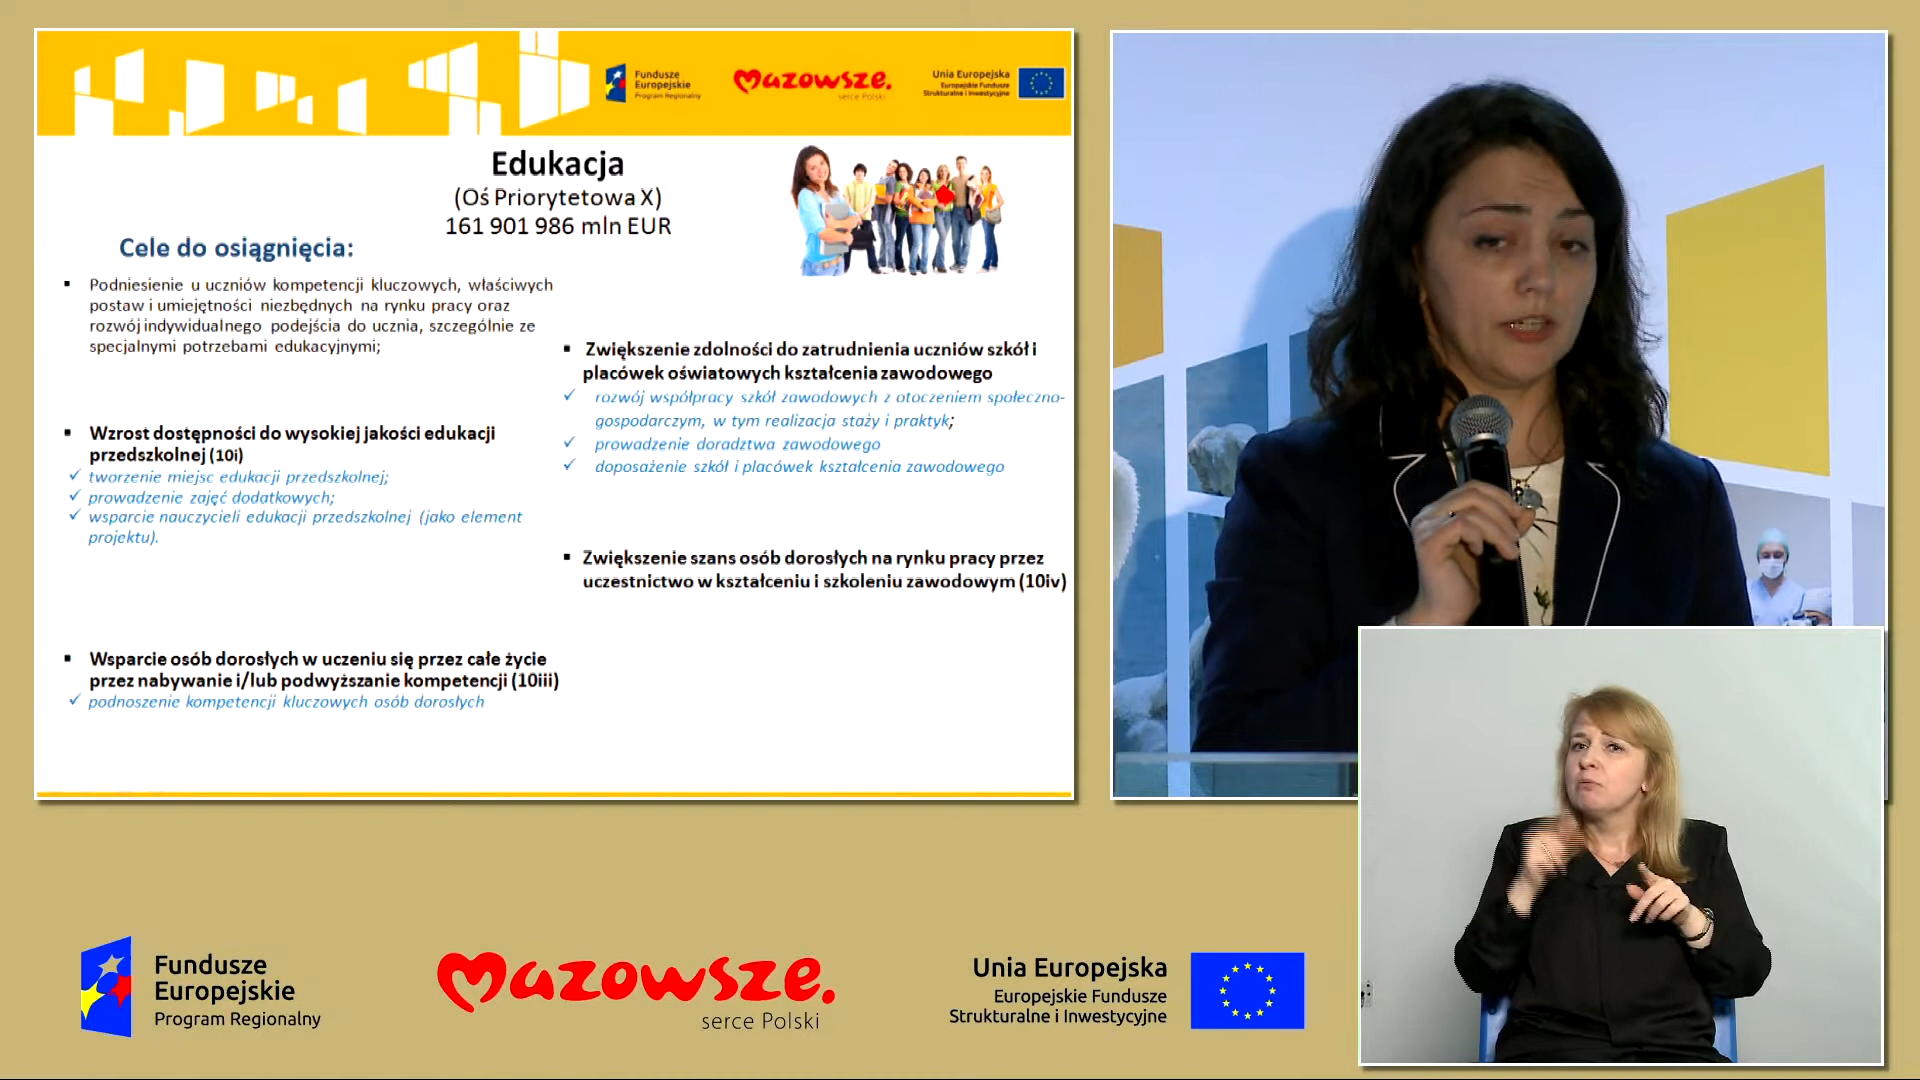 Fundusze
Europejskie
Program Regionalny
mazowsze.
serce Polski
Unia Europejska
Europejskie Fundusze
Strukturalne i Inwestycyjne
Edukacja
(Oś Priorytetowa X)
161 901 986 mln EUR
Cele do osiągnięcia:
▪ Podniesienie u uczniów kompetencji kluczowych, właściwych
postaw i umiejętności niezbędnych na rynku pracy oraz
rozwój indywidualnego podejścia do ucznia, szczególnie ze
specjalnymi potrzebami edukacyjnymi;
▪ Wzrost dostępności do wysokiej jakości edukacji
przedszkolnej (10i)
✓ tworzenie miejsc edukacji przedszkolnej;
✓ prowadzenie zajęć dodatkowych;
✓ wsparcie nauczycieli edukacji przedszkolnej (jako element
projektu).
▪ Wsparcie osób dorosłych w uczeniu się przez całe życie
przez nabywanie i/lub podwyższanie kompetencji (10iii)
✓ podnoszenie kompetencji kluczowych osób dorosłych
▪ Zwiększenie zdolności do zatrudnienia uczniów szkół i
placówek oświatowych kształcenia zawodowego
✓ rozwój współpracy szkół zawodowych z otoczeniem społeczno-
gospodarczym, w tym realizacja staży i praktyk;
✓ prowadzenie doradztwa zawodowego
✓ doposażenie szkół i placówek kształcenia zawodowego
▪ Zwiększenie szans osób dorosłych na rynku pracy przez
uczestnictwo w kształceniu i szkoleniu zawodowym (10iv)
Fundusze
Europejskie
Program Regionalny
mazowsze.
serce Polski
Unia Europejska
Europejskie Fundusze
Strukturalne i Inwestycyjne